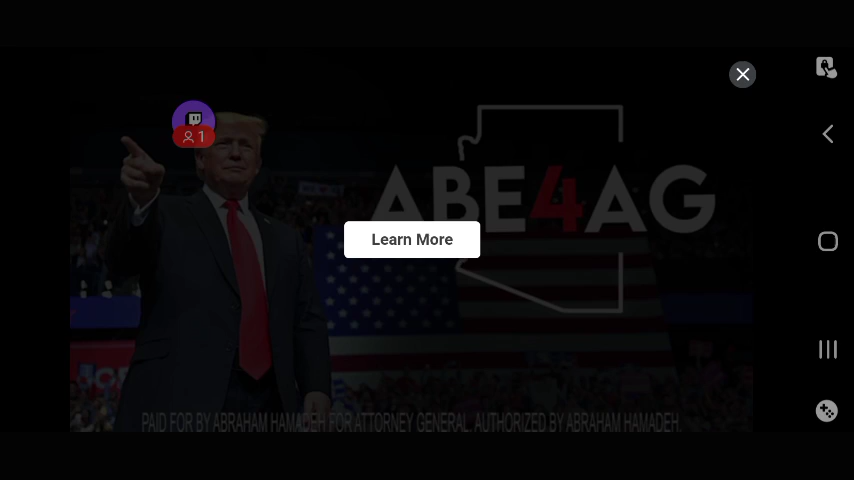 1
ABE4AG
Learn More
PAID FOR BY ABRAHAM HAMADEH FOR ATTORNEY GENERAL. AUTHORIZED BY ABRAHAM HAMADEH.